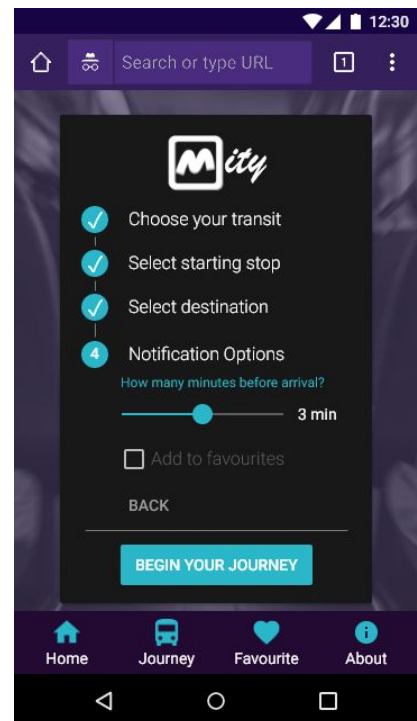 12:30
Search or type URL
1
Mity
Choose your transit
Select starting stop
Select destination
4 Notification Options
How many minutes before arrival?
3 min
Add to favourites
BACK
BEGIN YOUR JOURNEY
Home Journey Favourite About